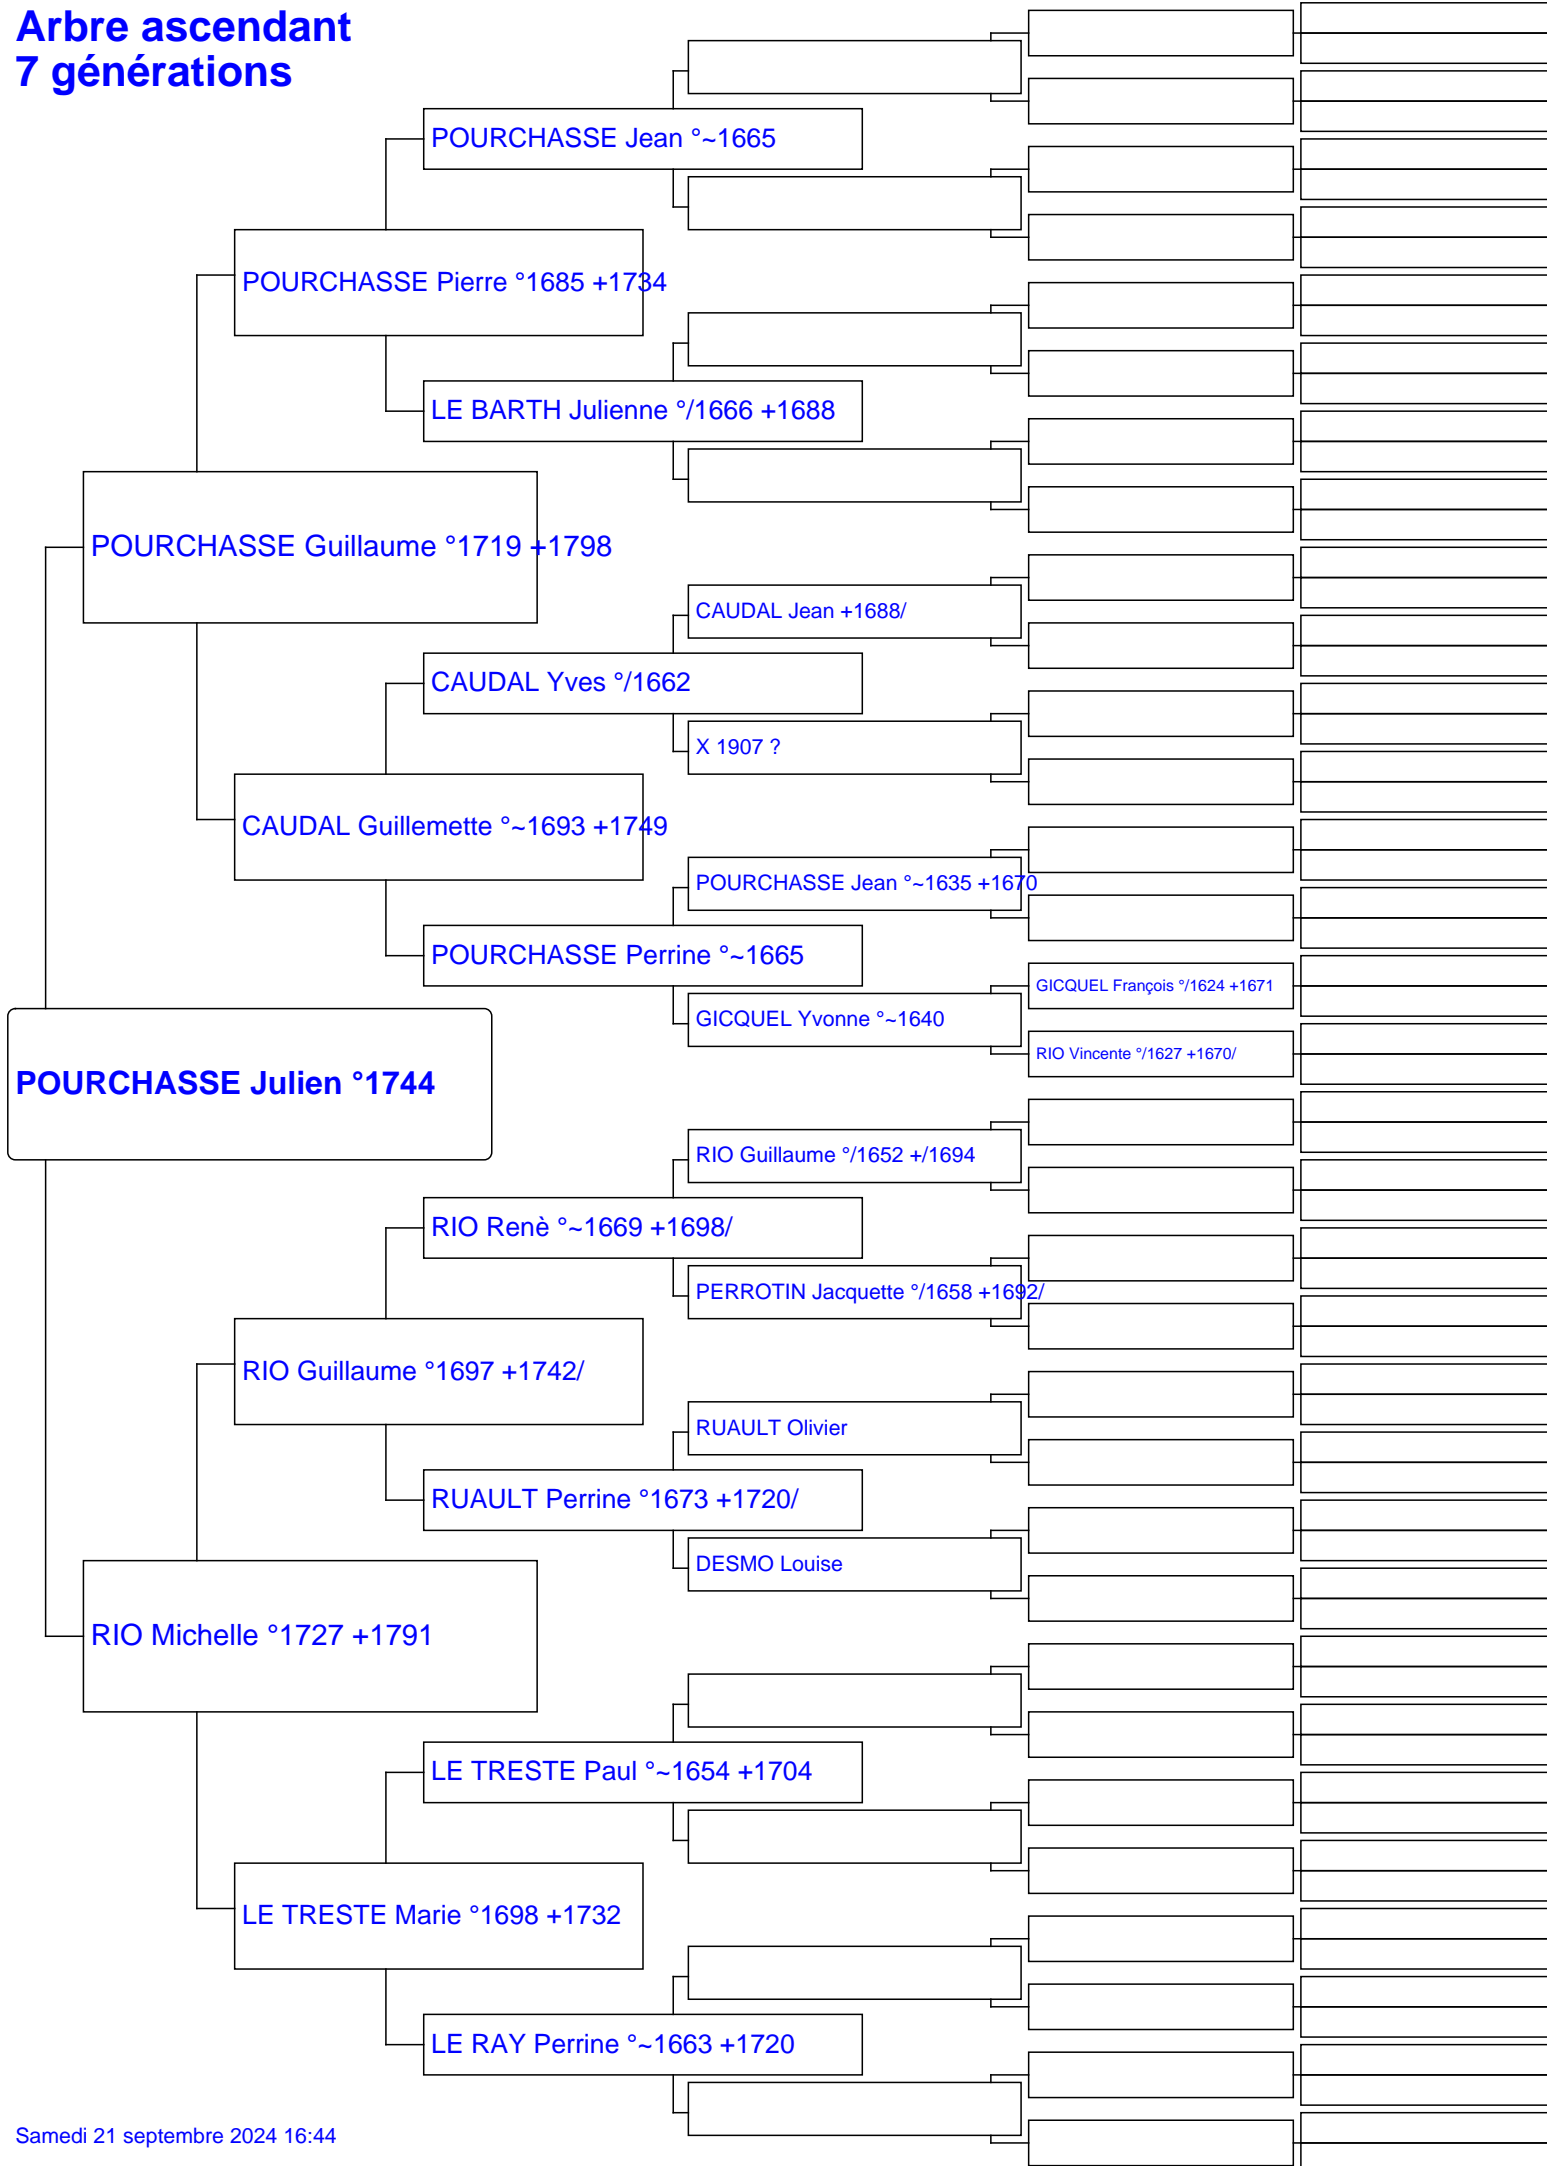 Arbre ascendant
7 générations
POURCHASSE Jean °~1665
POURCHASSE Pierre °1685 +1734
LE BARTH Julienne °/1666 +1688
POURCHASSE Guillaume °1719 +1798
CAUDAL Jean +1688/
CAUDAL Yves °/1662
X 1907 ?
CAUDAL Guillemette °~1693 +1749
POURCHASSE Jean °~1635 +1670
POURCHASSE Perrine °~1665
GICQUEL François °/1624 +1671
GICQUEL Yvonne °~1640
RIO Vincente °/1627 +1670/
POURCHASSE Julien °1744
RIO Guillaume °/1652 +/1694
RIO Renè °~1669 +1698/
PERROTIN Jacquette °/1658 +1692/
RIO Guillaume °1697 +1742/
RUAULT Olivier
RUAULT Perrine °1673 +1720/
DESMO Louise
RIO Michelle °1727 +1791
LE TRESTE Paul °~1654 +1704
LE TRESTE Marie °1698 +1732
LE RAY Perrine °~1663 +1720
Samedi 21 septembre 2024 16:44